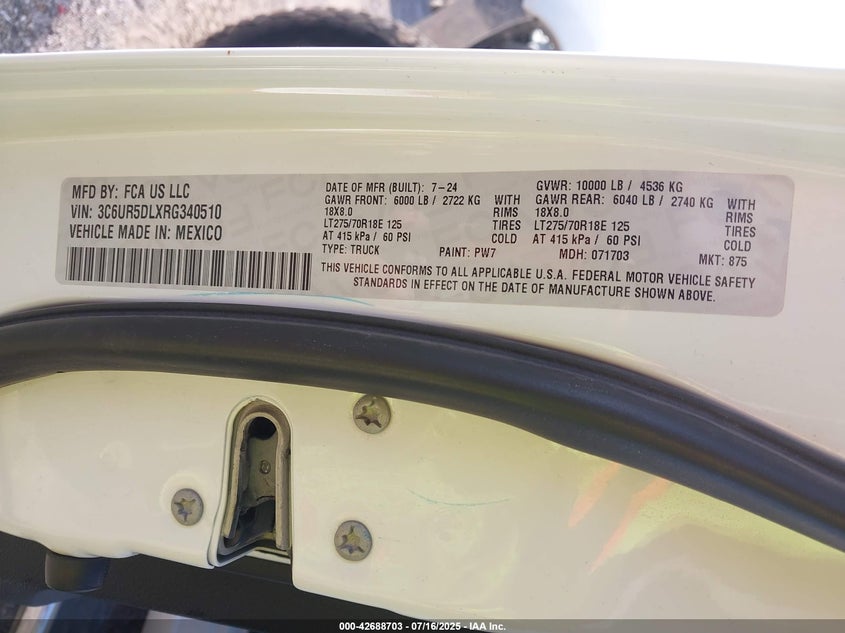 MFD BY: FCA US LLC
VIN: 3C6UR5DLXRG340510
VEHICLE MADE IN: MEXICO
DATE OF MFR (BUILT): 7-24
GAWR FRONT: 6000 LB / 2722 KG WITH
18X8.0 RIMS
LT275/70R18E 125 TIRES
AT 415 kPa / 60 PSI COLD
TYPE: TRUCK PAINT: PW7
GVWR: 10000 LB / 4536 KG
GAWR REAR: 6040 LB / 2740 KG WITH
18X8.0 RIMS
LT275/70R18E 125 TIRES
AT 415 kPa / 60 PSI COLD
MDH: 071703 MKT: 875
THIS VEHICLE CONFORMS TO ALL APPLICABLE U.S.A. FEDERAL MOTOR VEHICLE SAFETY
STANDARDS IN EFFECT ON THE DATE OF MANUFACTURE SHOWN ABOVE.
000-42688703 - 07/16/2025 - IAA Inc.